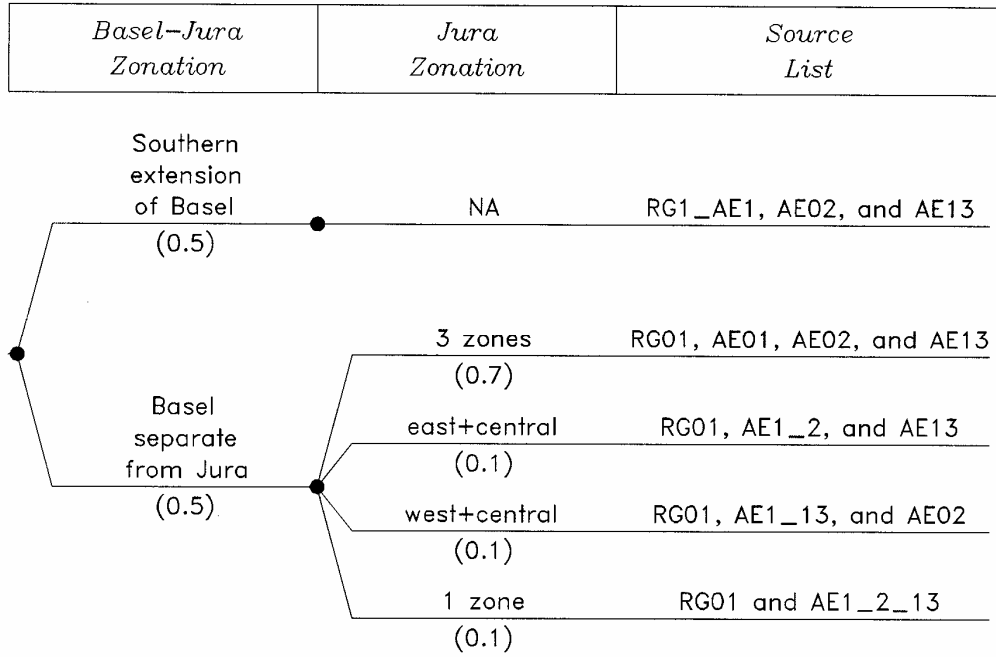 Basel-Jura Zonation
Jura Zonation
Source List
Southern
extension
of Basel
(0.5)
NA
RG1_AE1, AE02, and AE13
3 zones
(0.7)
RG01, AE01, AE02, and AE13
Basel
separate
from Jura
(0.5)
east+central
(0.1)
RG01, AE1_2, and AE13
west+central
(0.1)
RG01, AE1_13, and AE02
1 zone
(0.1)
RG01 and AE1_2_13